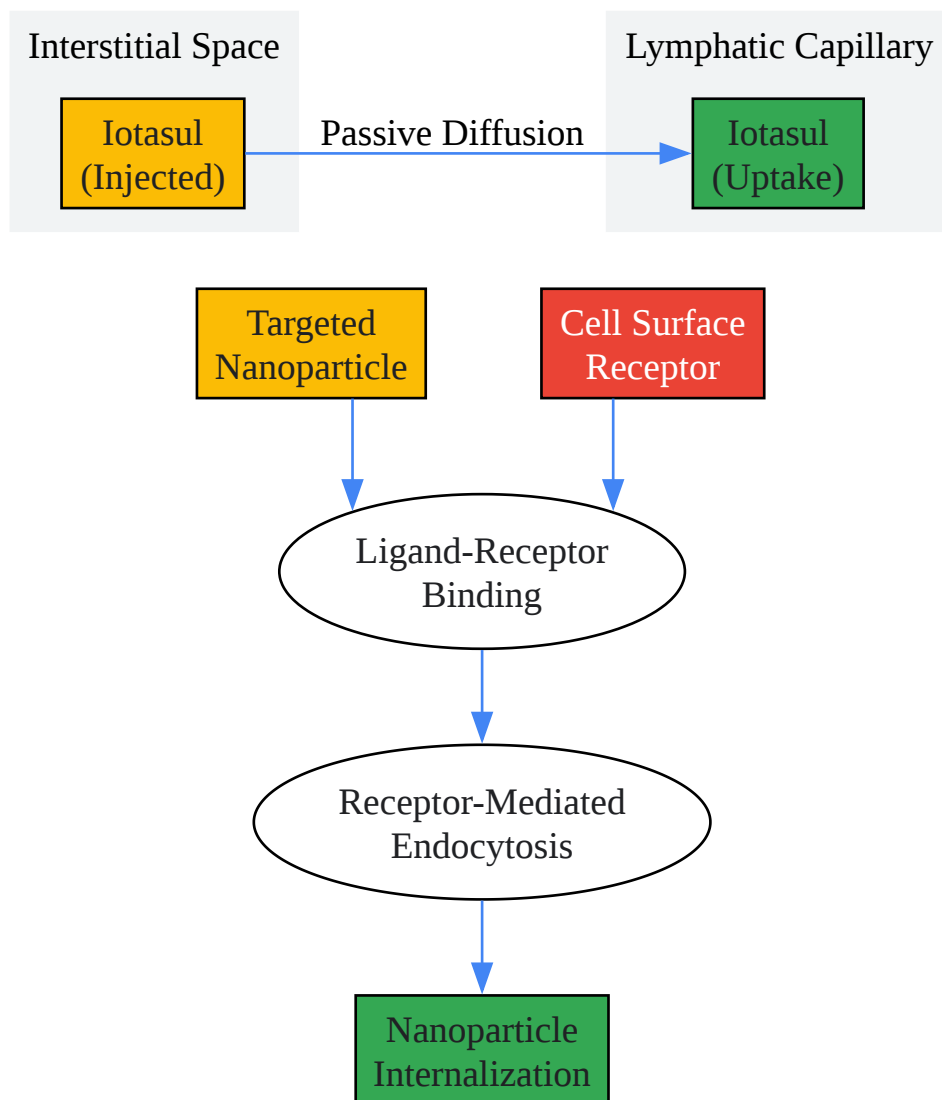 Interstitial Space
Lymphatic Capillary
Iotasul
(Injected)
Passive Diffusion
Iotasul
(Uptake)
Targeted
Nanoparticle
Cell Surface
Receptor
Ligand-Receptor
Binding
Receptor-Mediated
Endocytosis
Nanoparticle
Internalization